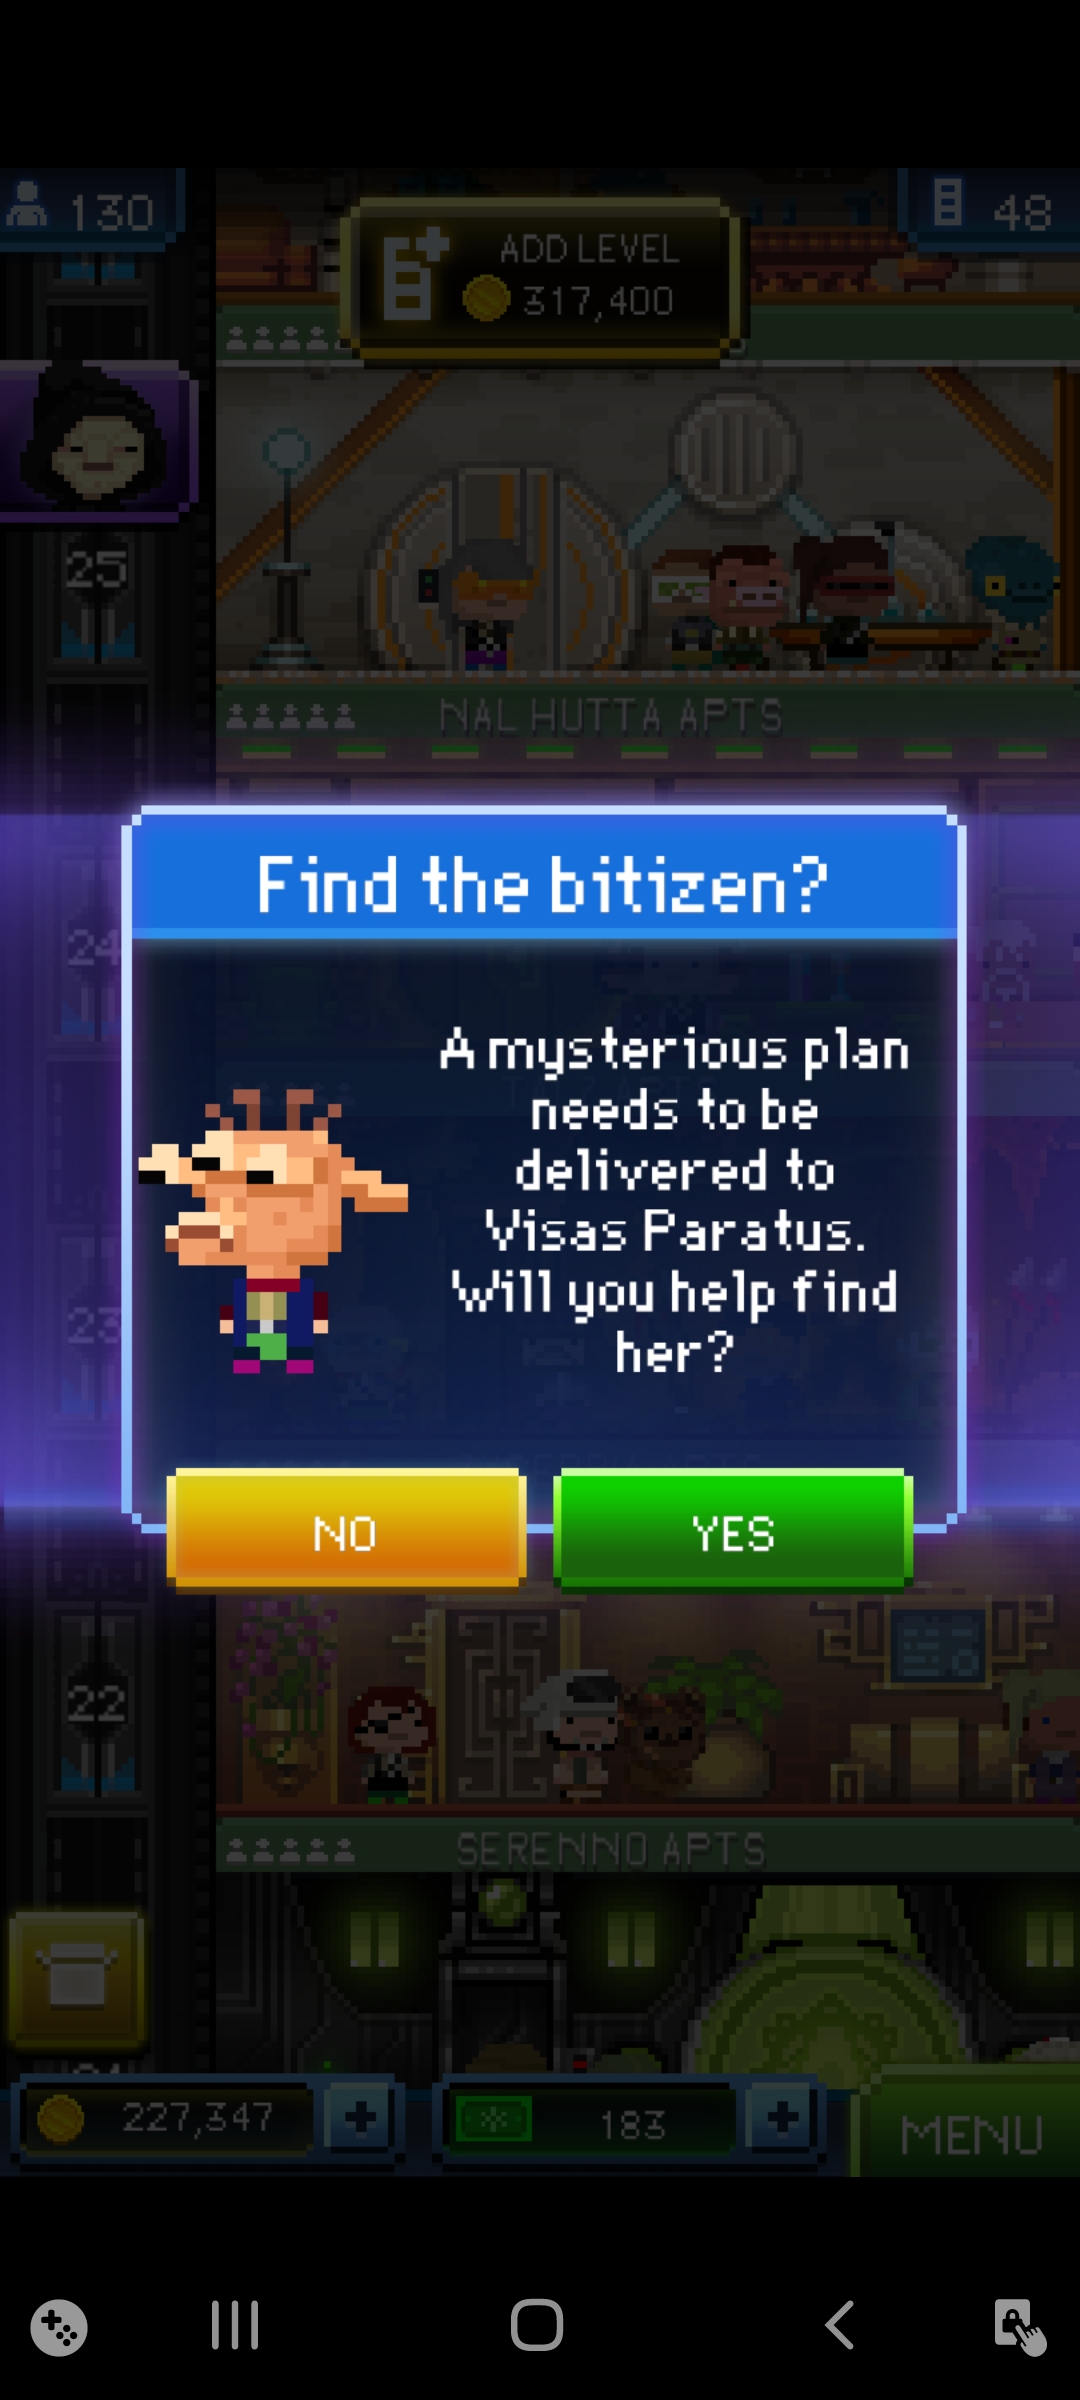 130
48
ADD LEVEL
317,400
25
NAL HUTTA APTS
Find the bitizen?
24
A mysterious plan
needs to be
delivered to
Visas Paratus.
Will you help find
her?
23
NO
YES
22
SERENNO APTS
227,347
183
MENU